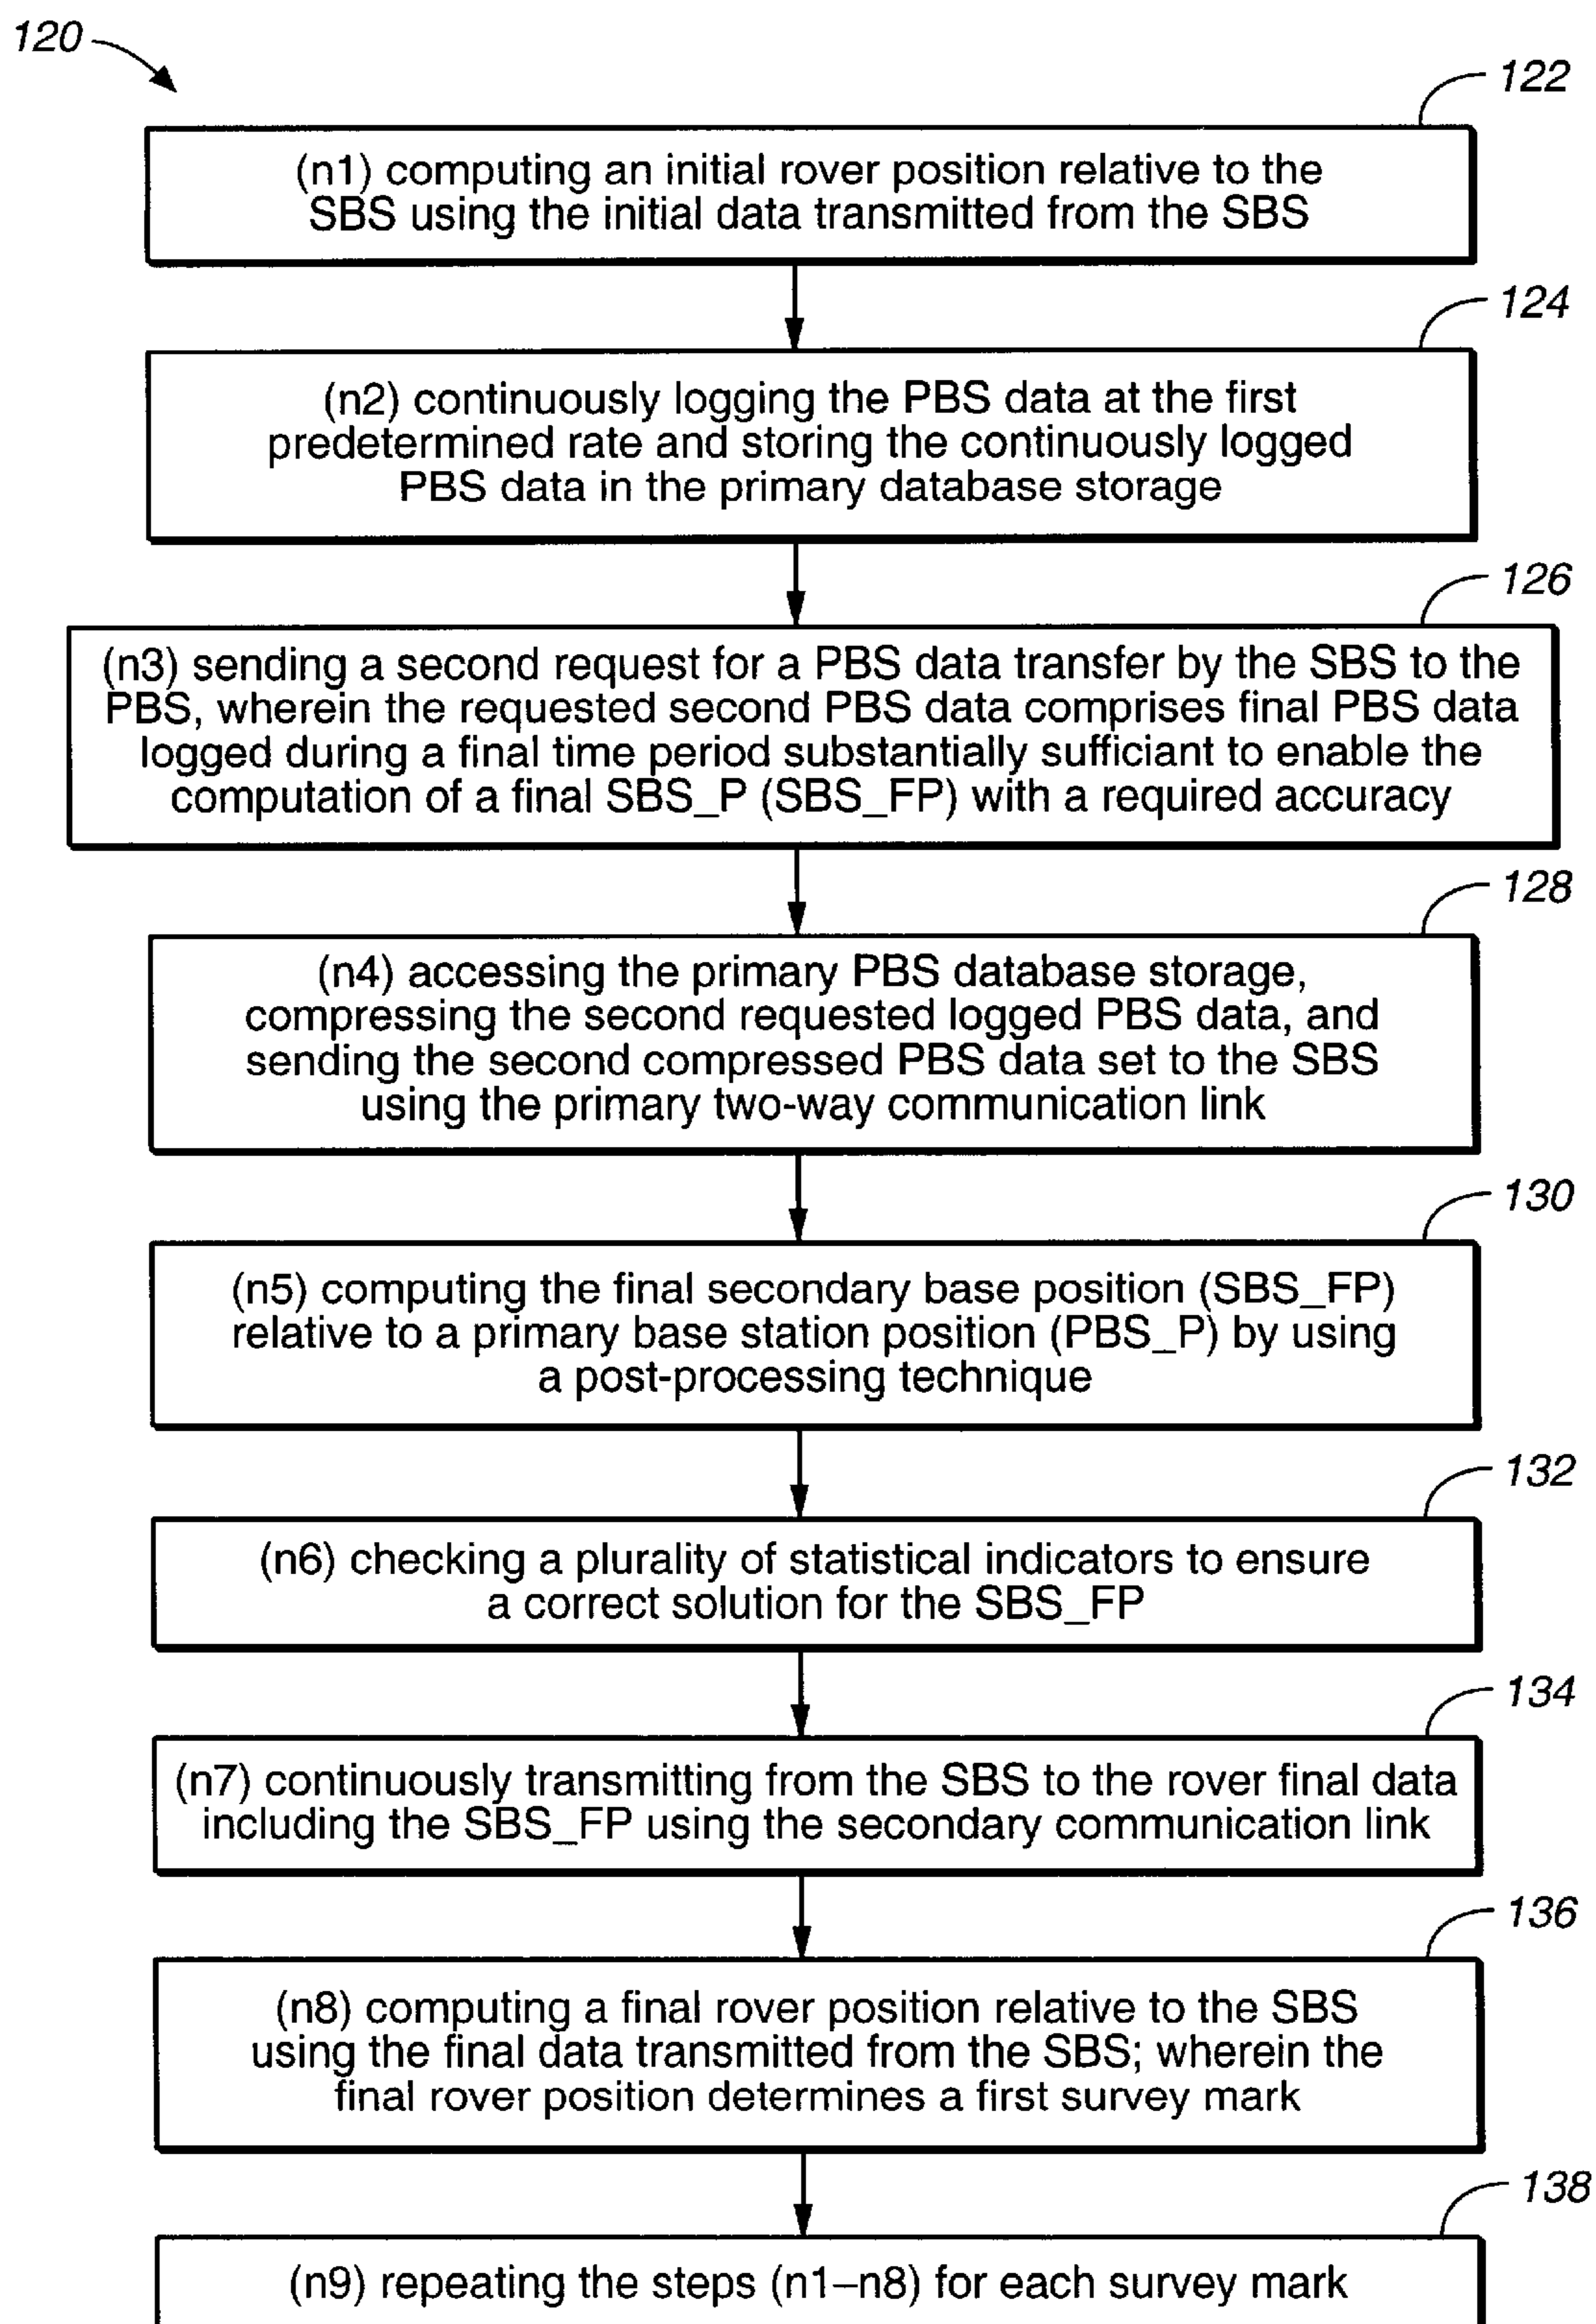 120
122
(n1) computing an initial rover position relative to the
SBS using the initial data transmitted from the SBS
124
(n2) continuously logging the PBS data at the first
predetermined rate and storing the continuously logged
PBS data in the primary database storage
126
(n3) sending a second request for a PBS data transfer by the SBS to the
PBS, wherein the requested second PBS data comprises final PBS data
logged during a final time period substantially sufficiant to enable the
computation of a final SBS_P (SBS_FP) with a required accuracy
128
(n4) accessing the primary PBS database storage,
compressing the second requested logged PBS data, and
sending the second compressed PBS data set to the SBS
using the primary two-way communication link
130
(n5) computing the final secondary base position (SBS_FP)
relative to a primary base station position (PBS_P) by using
a post-processing technique
132
(n6) checking a plurality of statistical indicators to ensure
a correct solution for the SBS_FP
134
(n7) continuously transmitting from the SBS to the rover final data
including the SBS_FP using the secondary communication link
136
(n8) computing a final rover position relative to the SBS
using the final data transmitted from the SBS; wherein the
final rover position determines a first survey mark
138
(n9) repeating the steps (n1–n8) for each survey mark